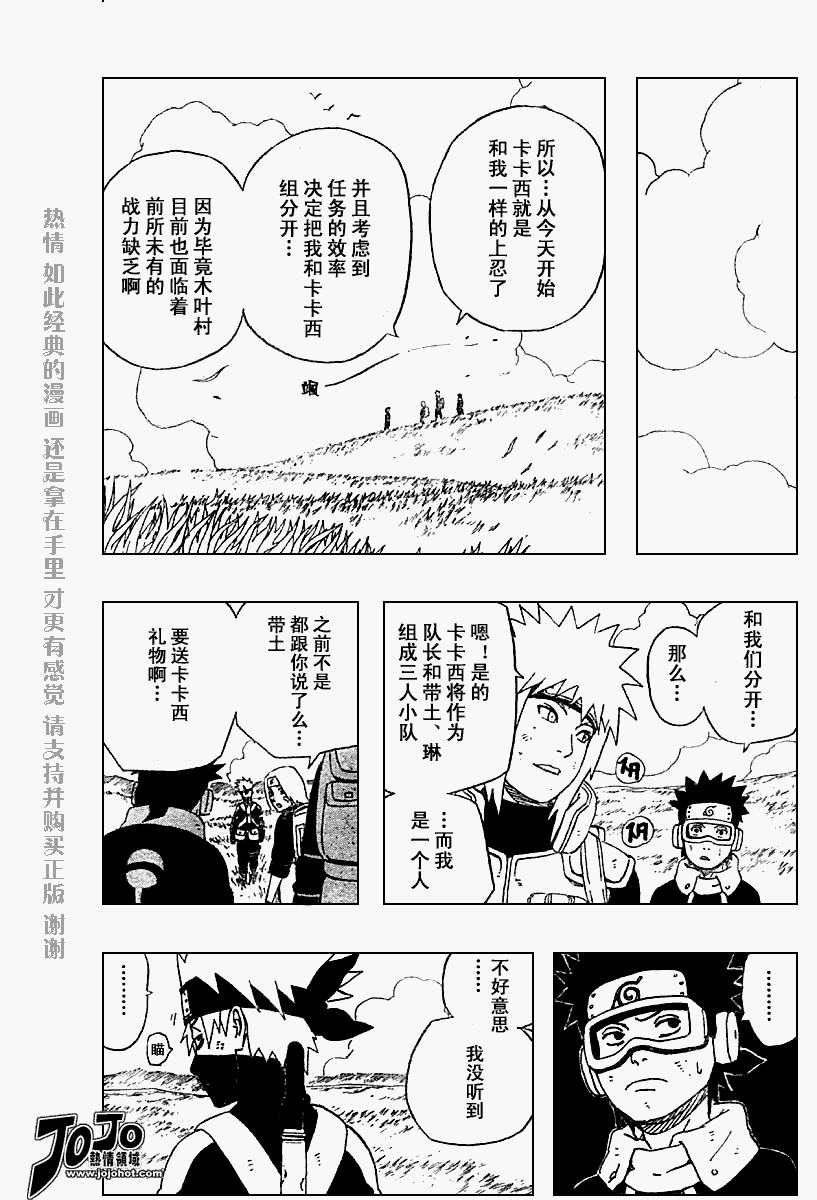 所以…从今天开始
卡卡西就是
和我一样的上忍了
并且考虑到
任务的效率
决定把我和卡卡西
组分开…
因为毕竟木叶村
目前也面临着
前所未有的
战力缺乏啊
飒
和我们分开…
那么…
嗯！是的
卡卡西将作为
队长和带土、琳
组成三人小队
…而我
是一个人
之前不是
都跟你说了么…
带土
要送卡卡西
礼物啊…
………
不好意思
……
我没听到
………
瞄
热情 如此经典的漫画 还是拿在手里 才更有感觉 请支持并购买正版 谢谢
JOJO
熱情領域
www.jojohot.com